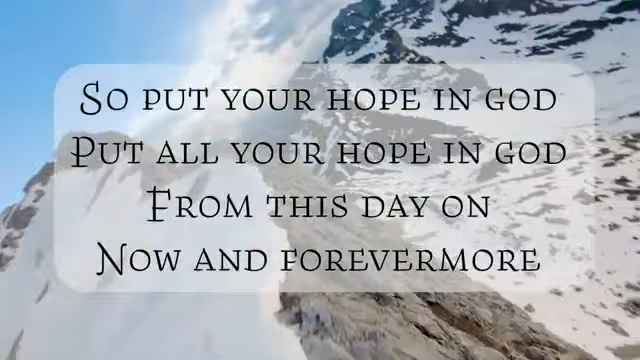 So put your hope in god
Put all your hope in god
From this day on
Now and forevermore